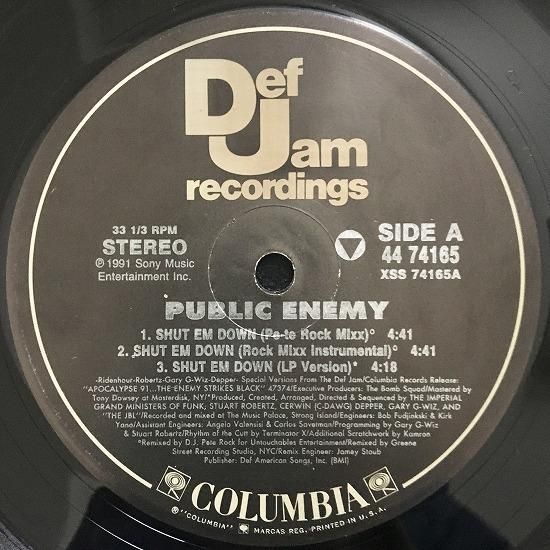 Def
Jam
recordings
33 1/3 RPM
STEREO
℗ 1991 Sony Music
Entertainment Inc.
SIDE A
44 74165
XSS 74165A
PUBLIC ENEMY
1. SHUT EM DOWN (Pe-te Rock Mixx)° 4:41
2. SHUT EM DOWN (Rock Mixx Instrumental)° 4:41
3. SHUT EM DOWN (LP Version)* 4:18
-Ridenhour-Robertz-Gary G-Wiz-Depper- Special Versions From The Def Jam/Columbia Records Release:
"APOCALYPSE 91...THE ENEMY STRIKES BLACK" 47374/Executive Producers: The Bomb Squad/Mastered by
Tony Dawsey at Masterdisk, NY/*Produced, Created, Arranged, Directed & Sequenced by THE IMPERIAL
GRAND MINISTERS OF FUNK; STUART ROBERTZ, CERWIN (C-DAWG) DEPPER, GARY G-WIZ, AND
"THE JBL"/Recorded and mixed at The Music Palace, Strong Island/Engineers: Bob Fudjinski & Kirk
Yano/Assistant Engineers: Angelo Valensisi & Carlos Savetman/Programming by Gary G-Wiz
& Stuart Robertz/Rhythm of the Cutt by Terminator X/Additional Scratchwork by Kamron
°Remixed by D.J. Pete Rock for Untouchables Entertainment/Remixed by Greene
Street Recording Studio, NYC/Remix Engineer: Jamey Staub
Publisher: Def American Songs, Inc. (BMI)
COLUMBIA
® "COLUMBIA" MARCAS REG. PRINTED IN U.S.A.